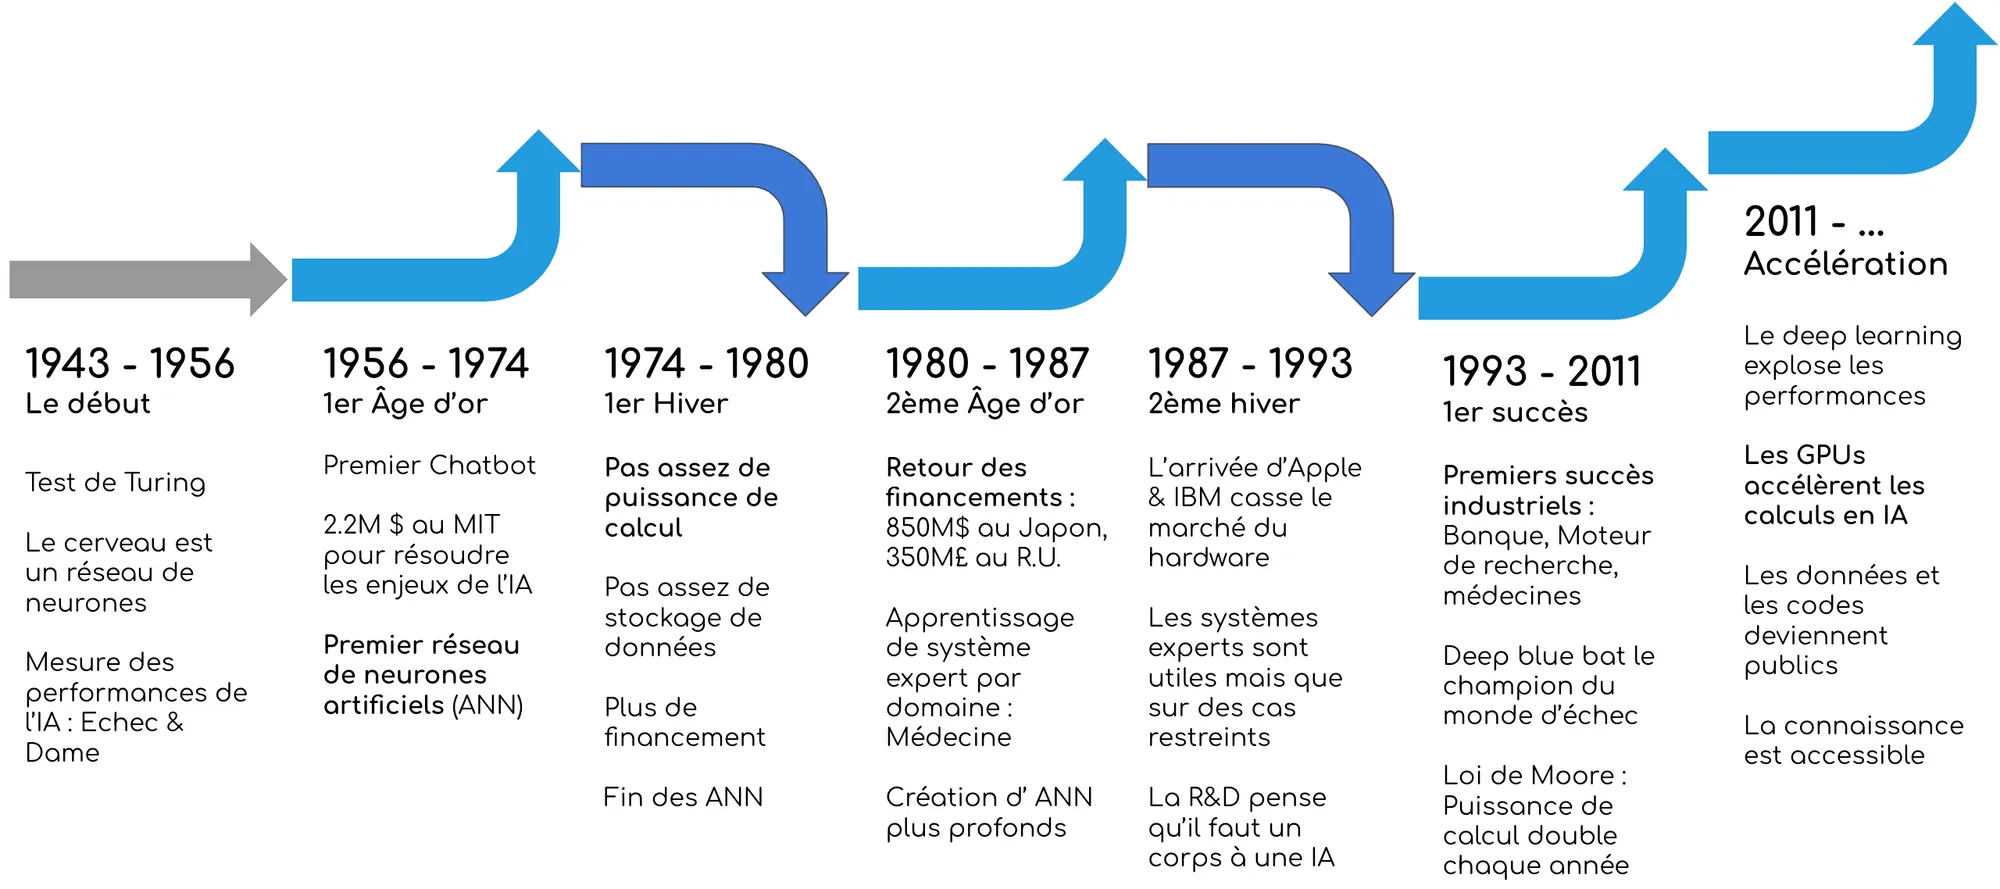 1943 - 1956
Le début
Test de Turing
Le cerveau est
un réseau de
neurones
Mesure des
performances de
l'IA : Echec &
Dame
1956 - 1974
1er Âge d'or
Premier Chatbot
2.2M $ au MIT
pour résoudre
les enjeux de l'IA
Premier réseau
de neurones
artificiels (ANN)
1974 - 1980
1er Hiver
Pas assez de
puissance de
calcul
Pas assez de
stockage de
données
Plus de
financement
Fin des ANN
1980 - 1987
2ème Âge d'or
Retour des
financements :
850M$ au Japon,
350M£ au R.U.
Apprentissage
de système
expert par
domaine :
Médecine
Création d' ANN
plus profonds
1987 - 1993
2ème hiver
L'arrivée d'Apple
& IBM casse le
marché du
hardware
Les systèmes
experts sont
utiles mais que
sur des cas
restreints
La R&D pense
qu'il faut un
corps à une IA
1993 - 2011
1er succès
Premiers succès
industriels :
Banque, Moteur
de recherche,
médecines
Deep blue bat le
champion du
monde d'échec
Loi de Moore :
Puissance de
calcul double
chaque année
2011 - ...
Accélération
Le deep learning
explose les
performances
Les GPUs
accélèrent les
calculs en IA
Les données et
les codes
deviennent
publics
La connaissance
est accessible